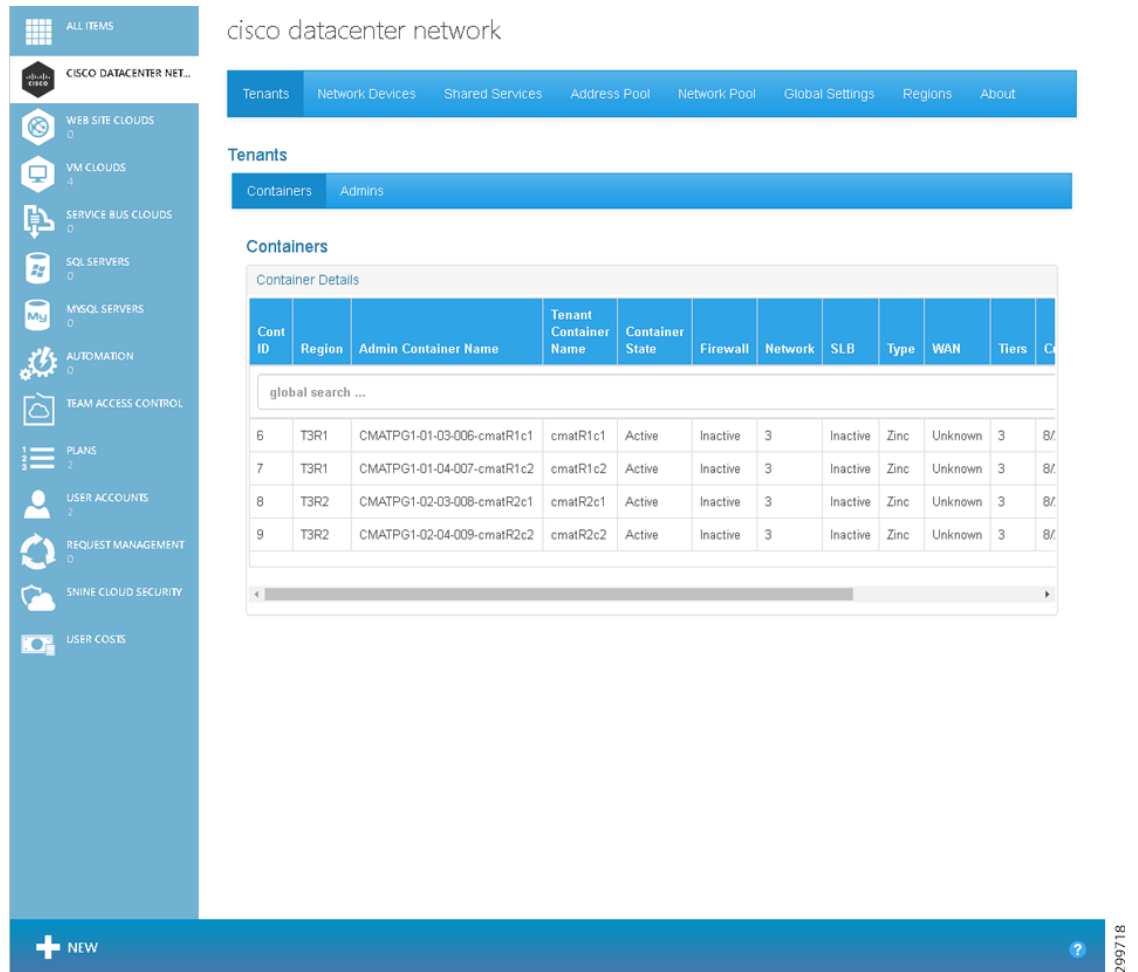 ALL ITEMS
CISCO DATACENTER NET...
WEB SITE CLOUDS
0
VM CLOUDS
4
SERVICE BUS CLOUDS
0
SQL SERVERS
0
MYSQL SERVERS
0
AUTOMATION
0
TEAM ACCESS CONTROL
PLANS
2
USER ACCOUNTS
2
REQUEST MANAGEMENT
0
SNINE CLOUD SECURITY
USER COSTS
cisco datacenter network
Tenants Network Devices Shared Services Address Pool Network Pool Global Settings Regions About
Tenants
Containers Admins
Containers
Container Details
Cont ID Region Admin Container Name Tenant Container Name Container State Firewall Network SLB Type WAN Tiers
global search ...
6 T3R1 CMATPG1-01-03-006-cmatR1c1 cmatR1c1 Active Inactive 3 Inactive Zinc Unknown 3 8/
7 T3R1 CMATPG1-01-04-007-cmatR1c2 cmatR1c2 Active Inactive 3 Inactive Zinc Unknown 3 8/
8 T3R2 CMATPG1-02-03-008-cmatR2c1 cmatR2c1 Active Inactive 3 Inactive Zinc Unknown 3 8/
9 T3R2 CMATPG1-02-04-009-cmatR2c2 cmatR2c2 Active Inactive 3 Inactive Zinc Unknown 3 8/
NEW
?
299718